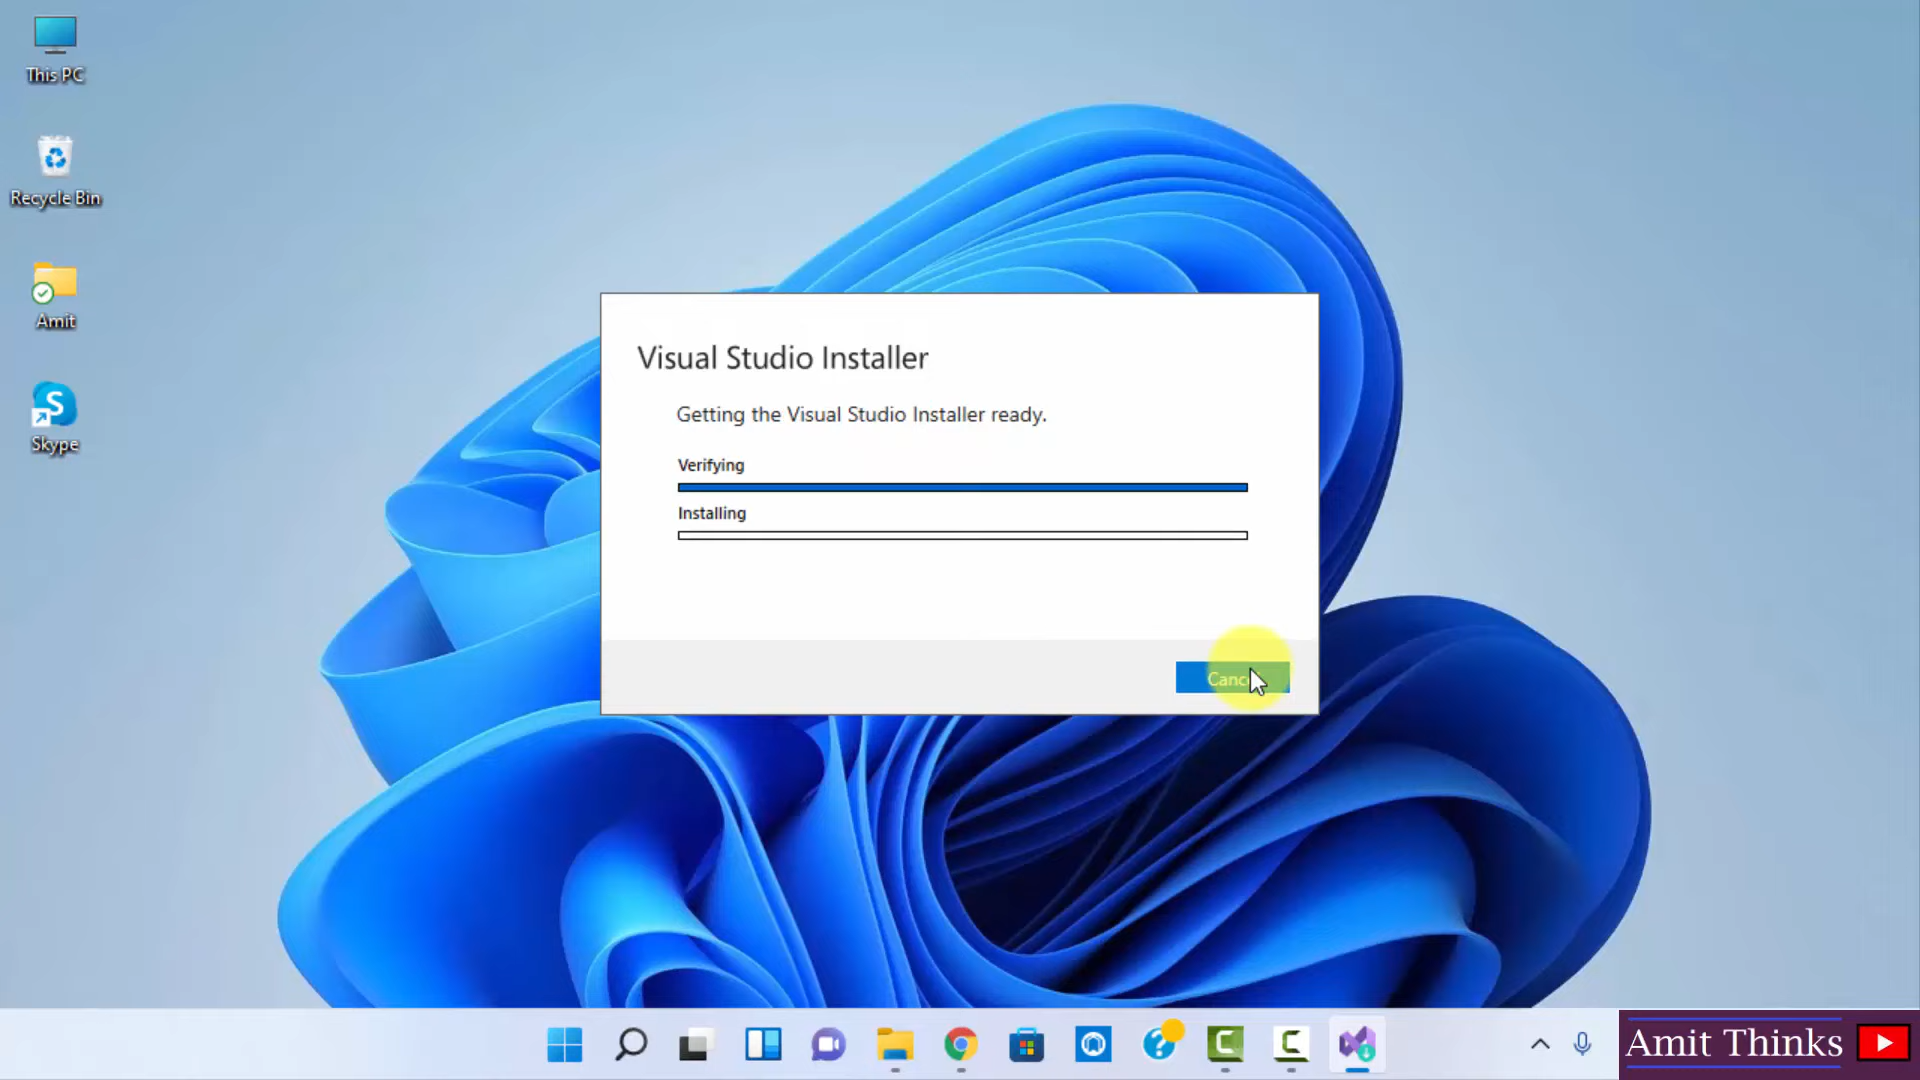 This PC
Recycle Bin
Amit
Skype
Visual Studio Installer
Getting the Visual Studio Installer ready.
Verifying
Installing
Amit Thinks